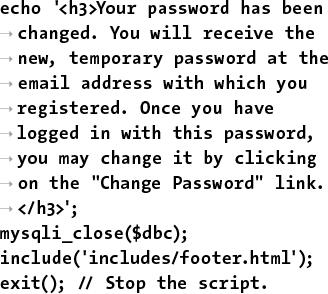 echo '<h3>Your password has been
→ changed. You will receive the
→ new, temporary password at the
→ email address with which you
→ registered. Once you have
→ logged in with this password,
→ you may change it by clicking
→ on the "Change Password" link.
→ </h3>';
mysqli_close($dbc);
include('includes/footer.html');
exit(); // Stop the script.